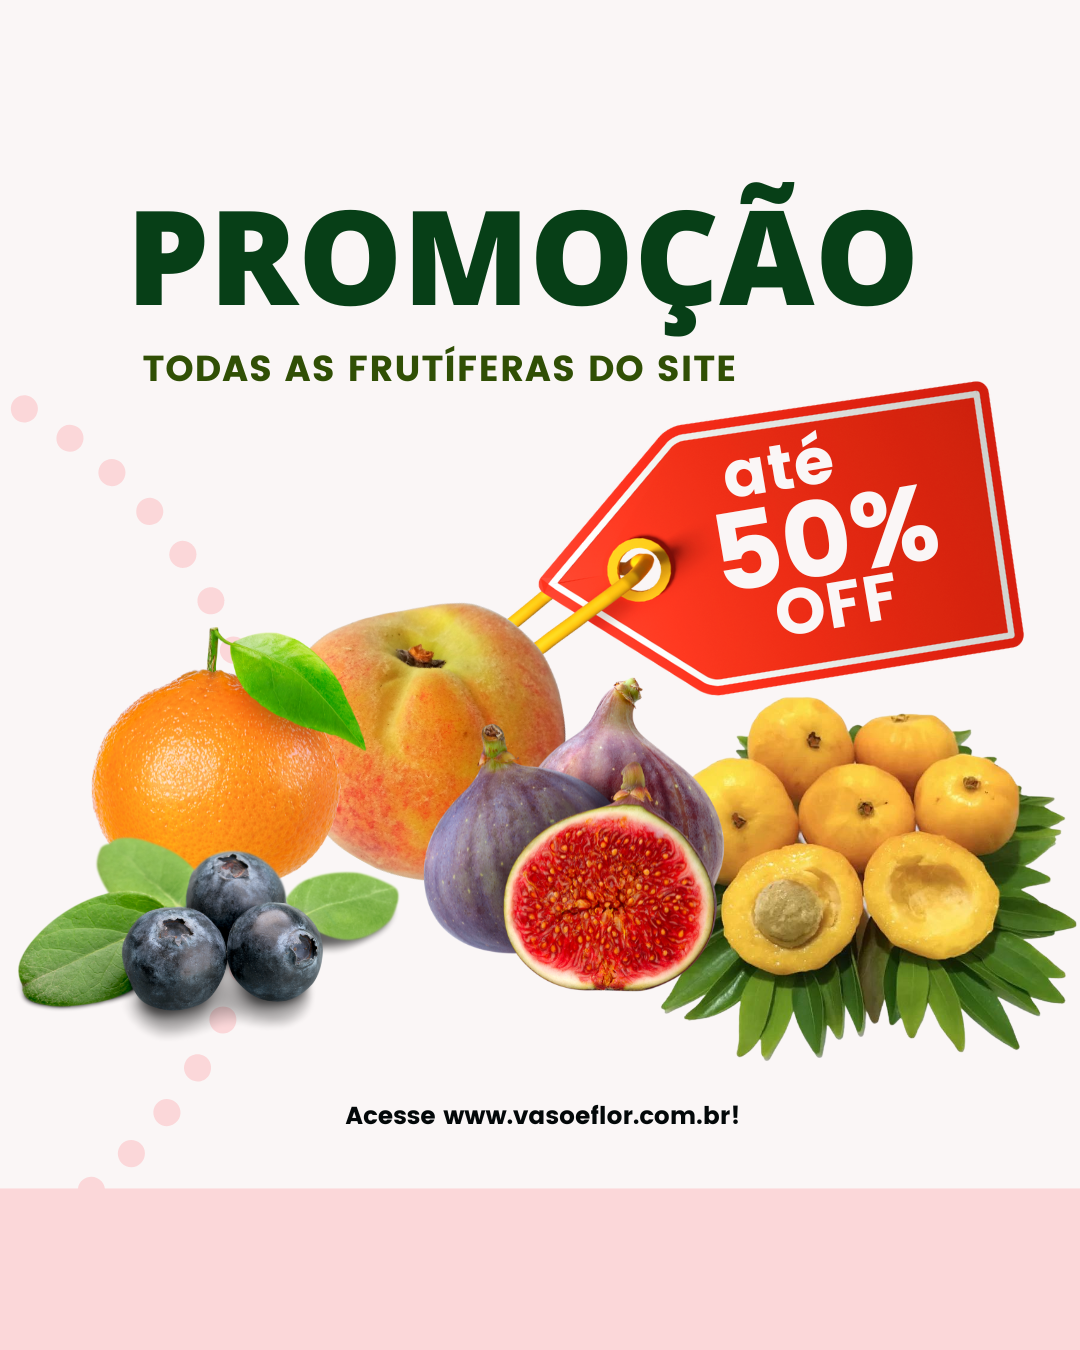 PROMOÇÃO
TODAS AS FRUTÍFERAS DO SITE
até
50%
OFF
Acesse www.vasoeflor.com.br!